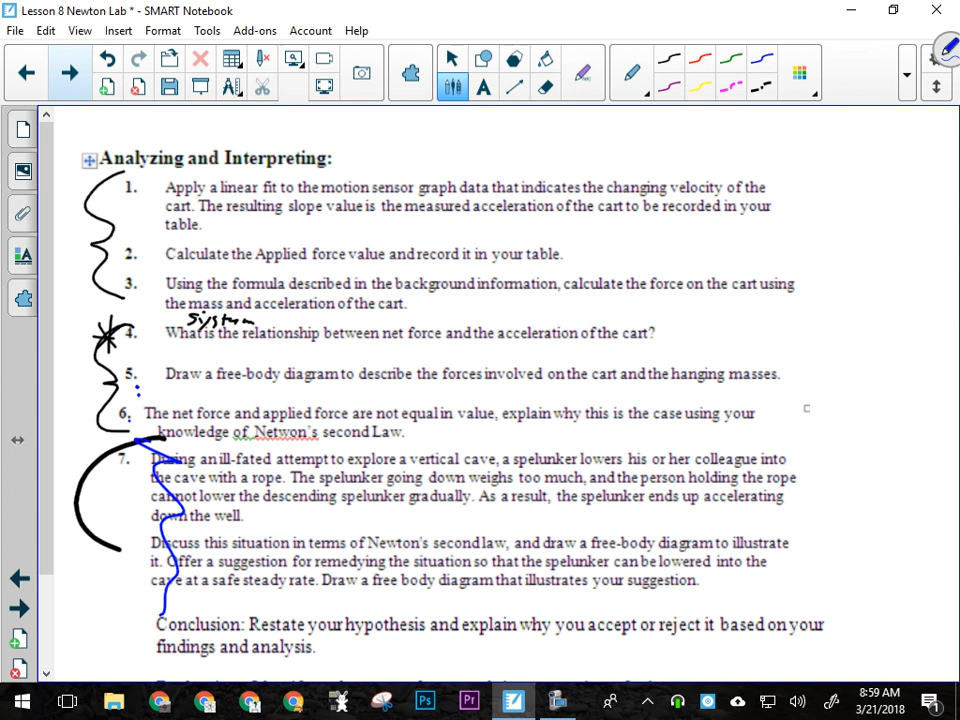 Lesson 8 Newton Lab * - SMART Notebook
File Edit View Insert Format Tools Add-ons Account Help
Analyzing and Interpreting:
1. Apply a linear fit to the motion sensor graph data that indicates the changing velocity of the
cart. The resulting slope value is the measured acceleration of the cart to be recorded in your
table.
2. Calculate the Applied force value and record it in your table.
3. Using the formula described in the background information, calculate the force on the cart using
the mass and acceleration of the cart.
system
4. What is the relationship between net force and the acceleration of the cart?
5. Draw a free-body diagram to describe the forces involved on the cart and the hanging masses.
6. The net force and applied force are not equal in value, explain why this is the case using your
knowledge of Netwon's second Law.
7. During an ill-fated attempt to explore a vertical cave, a spelunker lowers his or her colleague into
the cave with a rope. The spelunker going down weighs too much, and the person holding the rope
cannot lower the descending spelunker gradually. As a result, the spelunker ends up accelerating
down the well.
Discuss this situation in terms of Newton's second law, and draw a free-body diagram to illustrate
it. Offer a suggestion for remedying the situation so that the spelunker can be lowered into the
cave at a safe steady rate. Draw a free body diagram that illustrates your suggestion.
Conclusion: Restate your hypothesis and explain why you accept or reject it based on your
findings and analysis.
Ps Pr
8:59 AM
3/21/2018